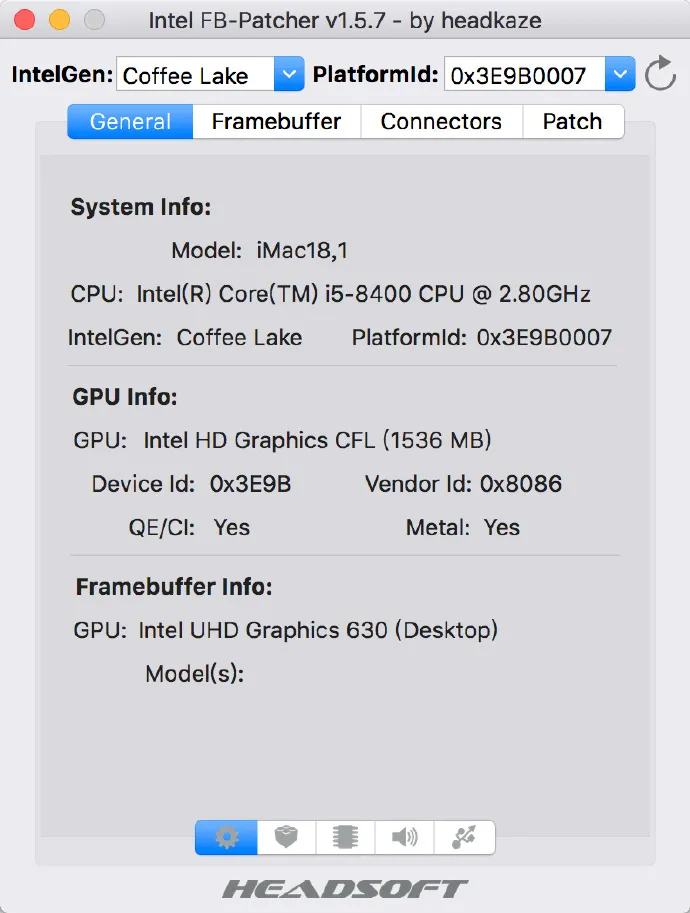 Intel FB-Patcher v1.5.7 - by headkaze
IntelGen: Coffee Lake PlatformId: 0x3E9B0007
General Framebuffer Connectors Patch
System Info:
Model: iMac18,1
CPU: Intel(R) Core(TM) i5-8400 CPU @ 2.80GHz
IntelGen: Coffee Lake PlatformId: 0x3E9B0007
GPU Info:
GPU: Intel HD Graphics CFL (1536 MB)
Device Id: 0x3E9B Vendor Id: 0x8086
QE/CI: Yes Metal: Yes
Framebuffer Info:
GPU: Intel UHD Graphics 630 (Desktop)
Model(s):
HEADSOFT